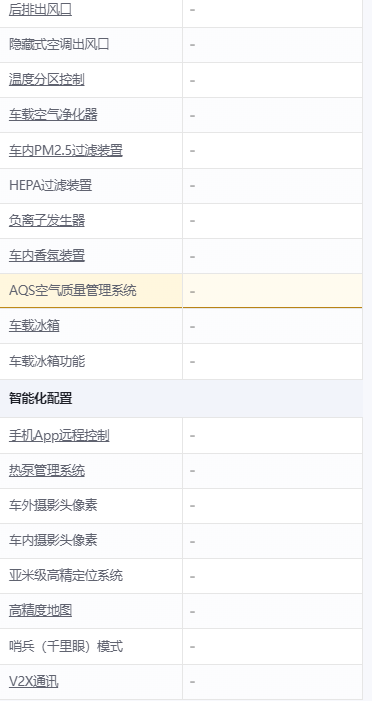 后排出风口 -
隐藏式空调出风口 -
温度分区控制 -
车载空气净化器 -
车内PM2.5过滤装置 -
HEPA过滤装置 -
负离子发生器 -
车内香氛装置 -
AQS空气质量管理系统 -
车载冰箱 -
车载冰箱功能 -
智能化配置
手机App远程控制 -
热泵管理系统 -
车外摄影头像素 -
车内摄影头像素 -
亚米级高精定位系统 -
高精度地图 -
哨兵（千里眼）模式 -
V2X通讯 -